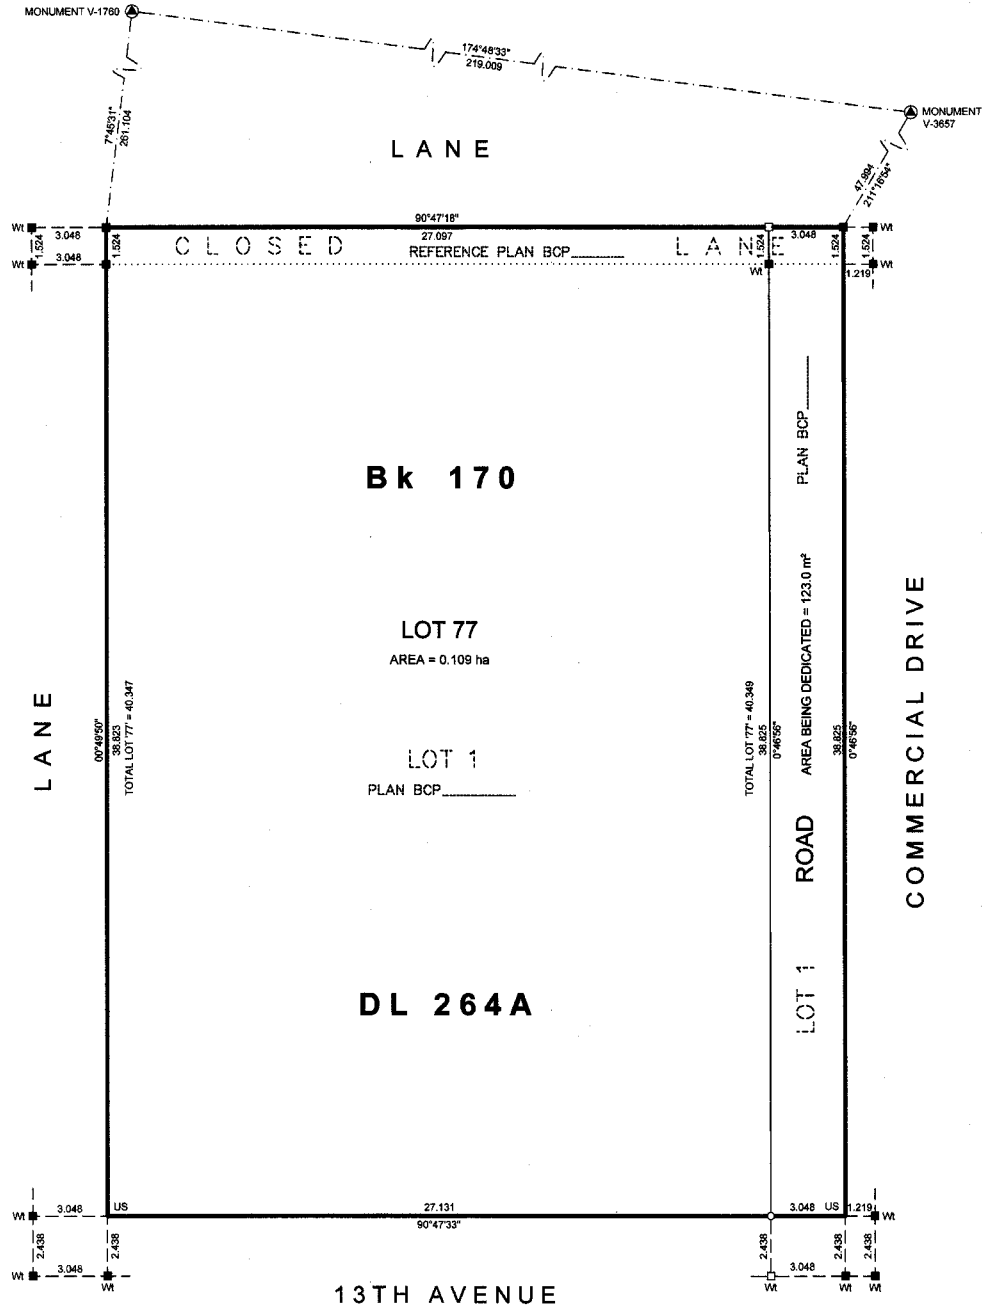 MONUMENT V-1760
174°48'33"
219.009
MONUMENT
V-3657
7°45'31"
261.104
47.994
211°16'54"
LANE
90°47'18"
27.097
CLOSED LANE
REFERENCE PLAN BCP______
Wt
3.048
1.524
1.524
Wt
3.048
1.524
3.048
1.524
1.524
Wt
Wt
1.219
Wt
Bk 170
PLAN BCP______
LOT 77
AREA = 0.109 ha
AREA BEING DEDICATED = 123.0 m²
LANE
00°49'50"
38.823
TOTAL LOT '77' = 40.347
LOT 1
PLAN BCP______
TOTAL LOT '77' = 40.349
38.825
0°46'56"
38.825
0°46'56"
COMMERCIAL DRIVE
ROAD
LOT 1
DL 264A
Wt
3.048
US
27.131
90°47'33"
3.048
US
1.219
Wt
2.438
2.438
2.438
2.438
2.438
Wt
3.048
Wt
3.048
Wt
Wt
Wt
13TH AVENUE